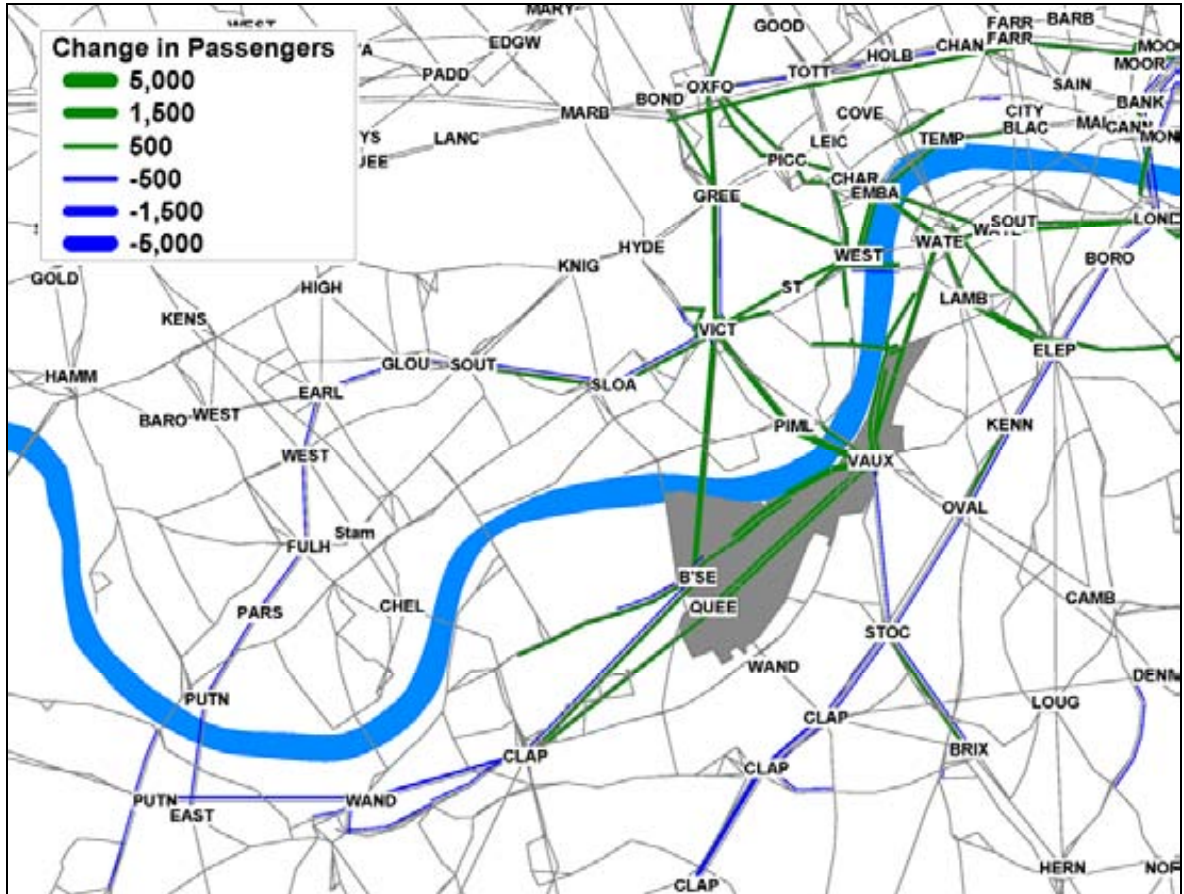 MARY
GOOD
FARR
BARB
WEST
EDGW
FARR
CHAN
MOO
Change in Passengers
HOLB
MOOR
5,000
PADD
TOTT
OXFO
SAIN
1,500
BOND
MARB
COVE
CITY
BANK
500
LANC
LEIC
BLAC
CANN
MON
-500
PICC
TEMP
-1,500
CHAR
EMBA
GREE
-5,000
SOUT
LOND
HYDE
WATE
WEST
BORO
KNIG
GOLD
HIGH
ST
LAMB
KENS
VICT
ELEP
GLOU
SOUT
HAMM
SLOA
EARL
BARO
WEST
PIML
KENN
WEST
VAUX
OVAL
Stam
FULH
B'SE
CAMB
PARS
CHEL
QUEE
STOC
WAND
DENM
PUTN
LOUG
CLAP
BRIX
CLAP
CLAP
PUTN
WAND
EAST
HERN
NOR
CLAP